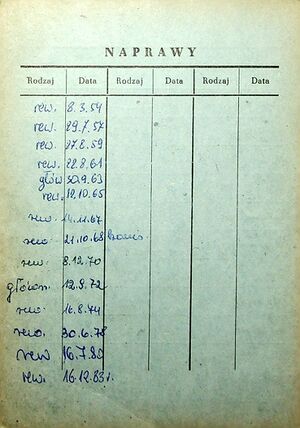 NAPRAWY
Rodzaj Data Rodzaj Data Rodzaj Data
rew. 8.3.54
rew. 29.7.57
rew. 27.8.59
rew. 22.8.61
głów 30.9.63
rew. 12.10.65
rew. 14.11.67
rew. 21.10.68
rew. 8.12.70
główn. 12.9.72
rew. 16.8.74
rew. 30.6.78
rew 16.7.80
rew. 16.12.83 r.